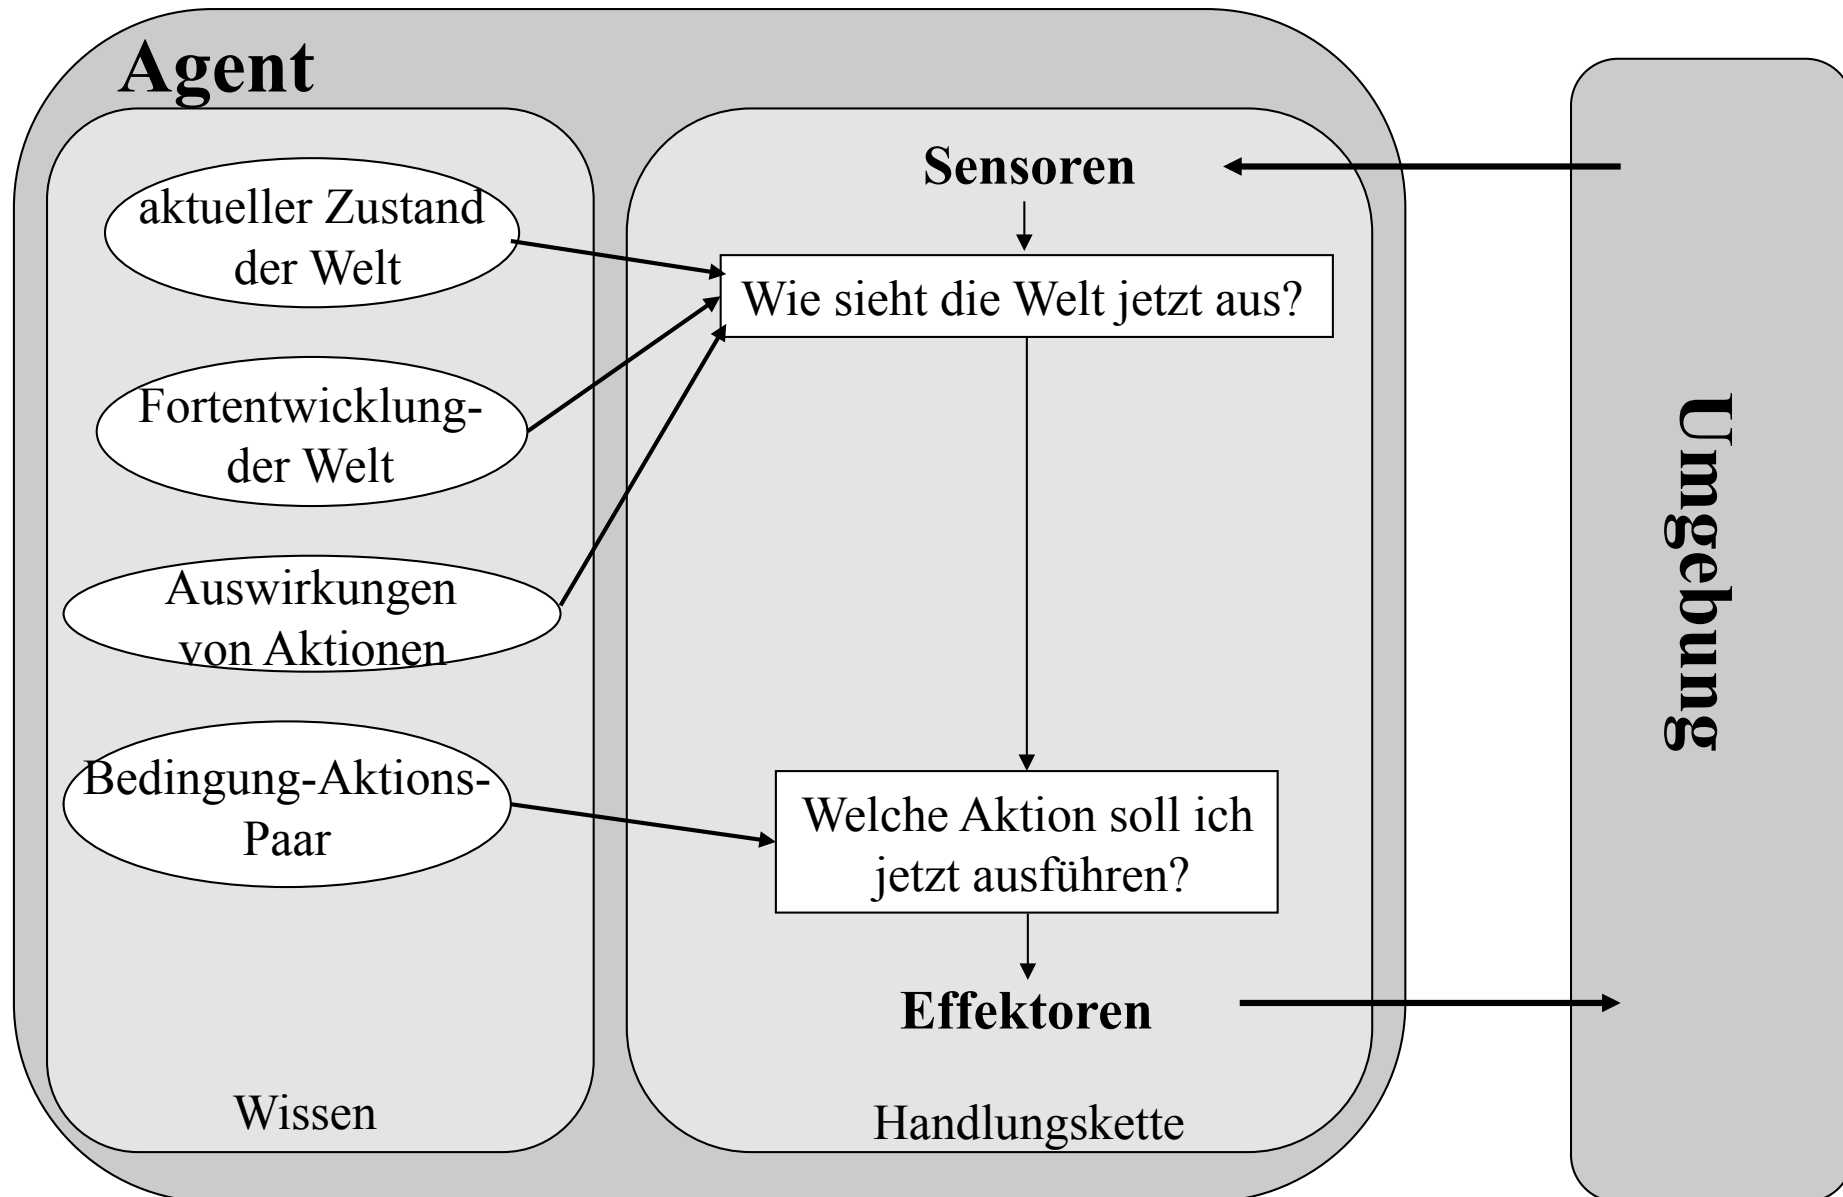 Agent
aktueller Zustand
der Welt
Fortentwicklung-
der Welt
Auswirkungen
von Aktionen
Bedingung-Aktions-
Paar
Wissen
Sensoren
Wie sieht die Welt jetzt aus?
Welche Aktion soll ich
jetzt ausführen?
Effektoren
Handlungskette
Umgebung